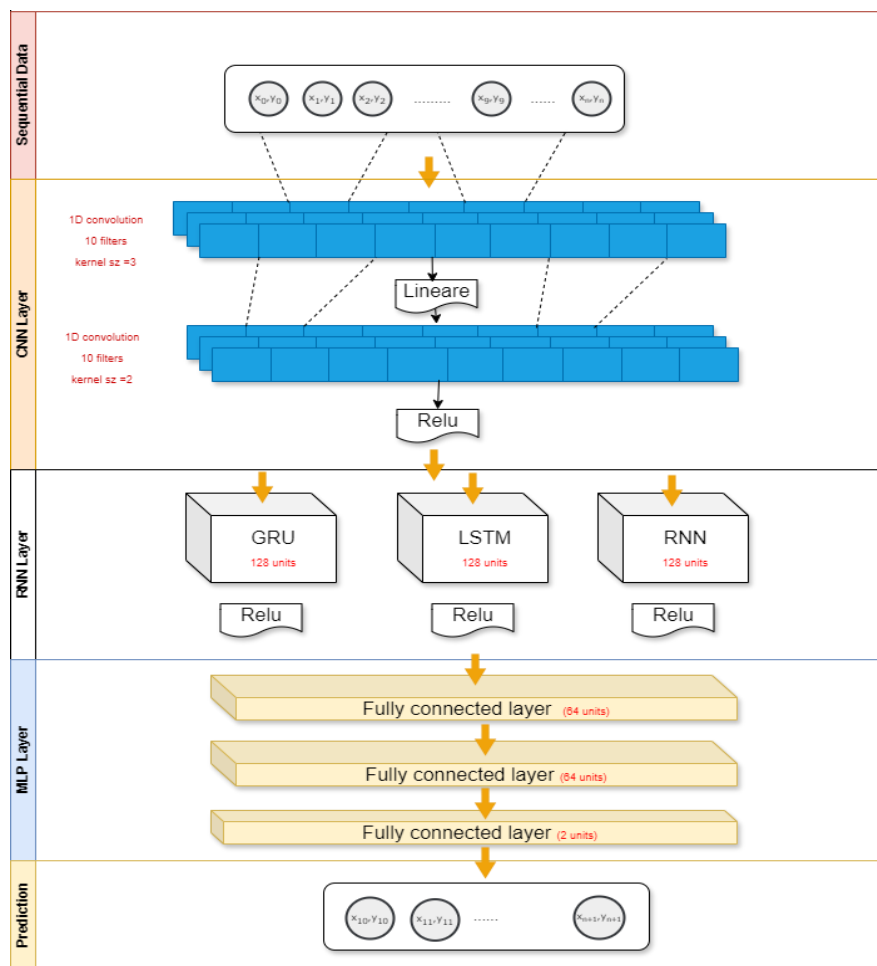 Sequential Data
x0,y0 x1,y1 x2,y2 ......... x9,y9 ...... xn,yn
CNN Layer
1D convolution
10 filters
kernel sz =3
Lineare
1D convolution
10 filters
kernel sz =2
Relu
RNN Layer
GRU
128 units
LSTM
128 units
RNN
128 units
Relu
Relu
Relu
MLP Layer
Fully connected layer (64 units)
Fully connected layer (64 units)
Fully connected layer (2 units)
Prediction
x10,y10 x11,y11 ...... xn+1,yn+1